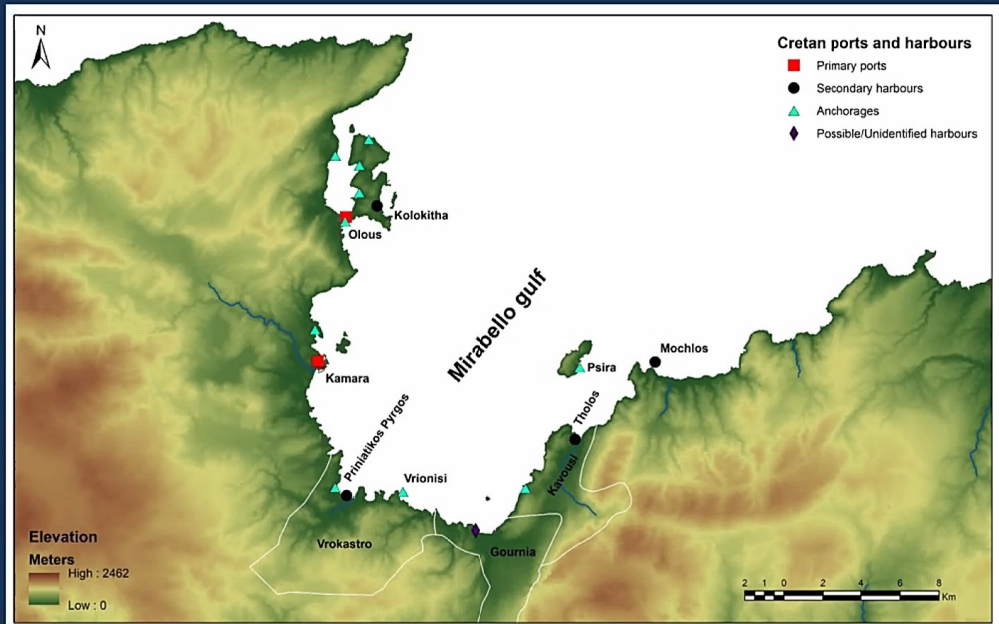 N
Cretan ports and harbours
Primary ports
Secondary harbours
Anchorages
Possible/Unidentified harbours
Kolokitha
Olous
Mirabello gulf
Mochlos
Psira
Kamara
Tholos
Priniatikos Pyrgos
Kavousi
Vrionisi
Vrokastro
Gournia
Elevation
Meters
High : 2462
Low : 0
2 1 0 2 4 6 8
Km